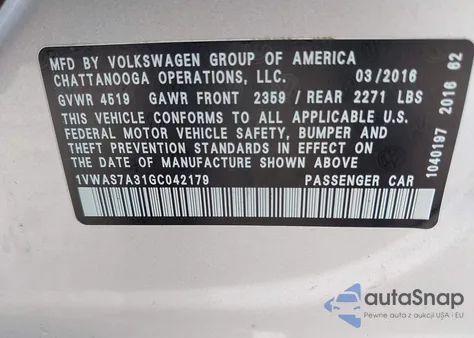 MFD BY VOLKSWAGEN GROUP OF AMERICA
CHATTANOOGA OPERATIONS, LLC. 03/2016
GVWR 4519 GAWR FRONT 2359 / REAR 2271 LBS
THIS VEHICLE CONFORMS TO ALL APPLICABLE U.S.
FEDERAL MOTOR VEHICLE SAFETY, BUMPER AND
THEFT PREVENTION STANDARDS IN EFFECT ON THE
DATE OF MANUFACTURE SHOWN ABOVE
1VWAS7A31GC042179 PASSENGER CAR
1040197 2016 62
autoSnap
Pewne auta z aukcji USA i EU